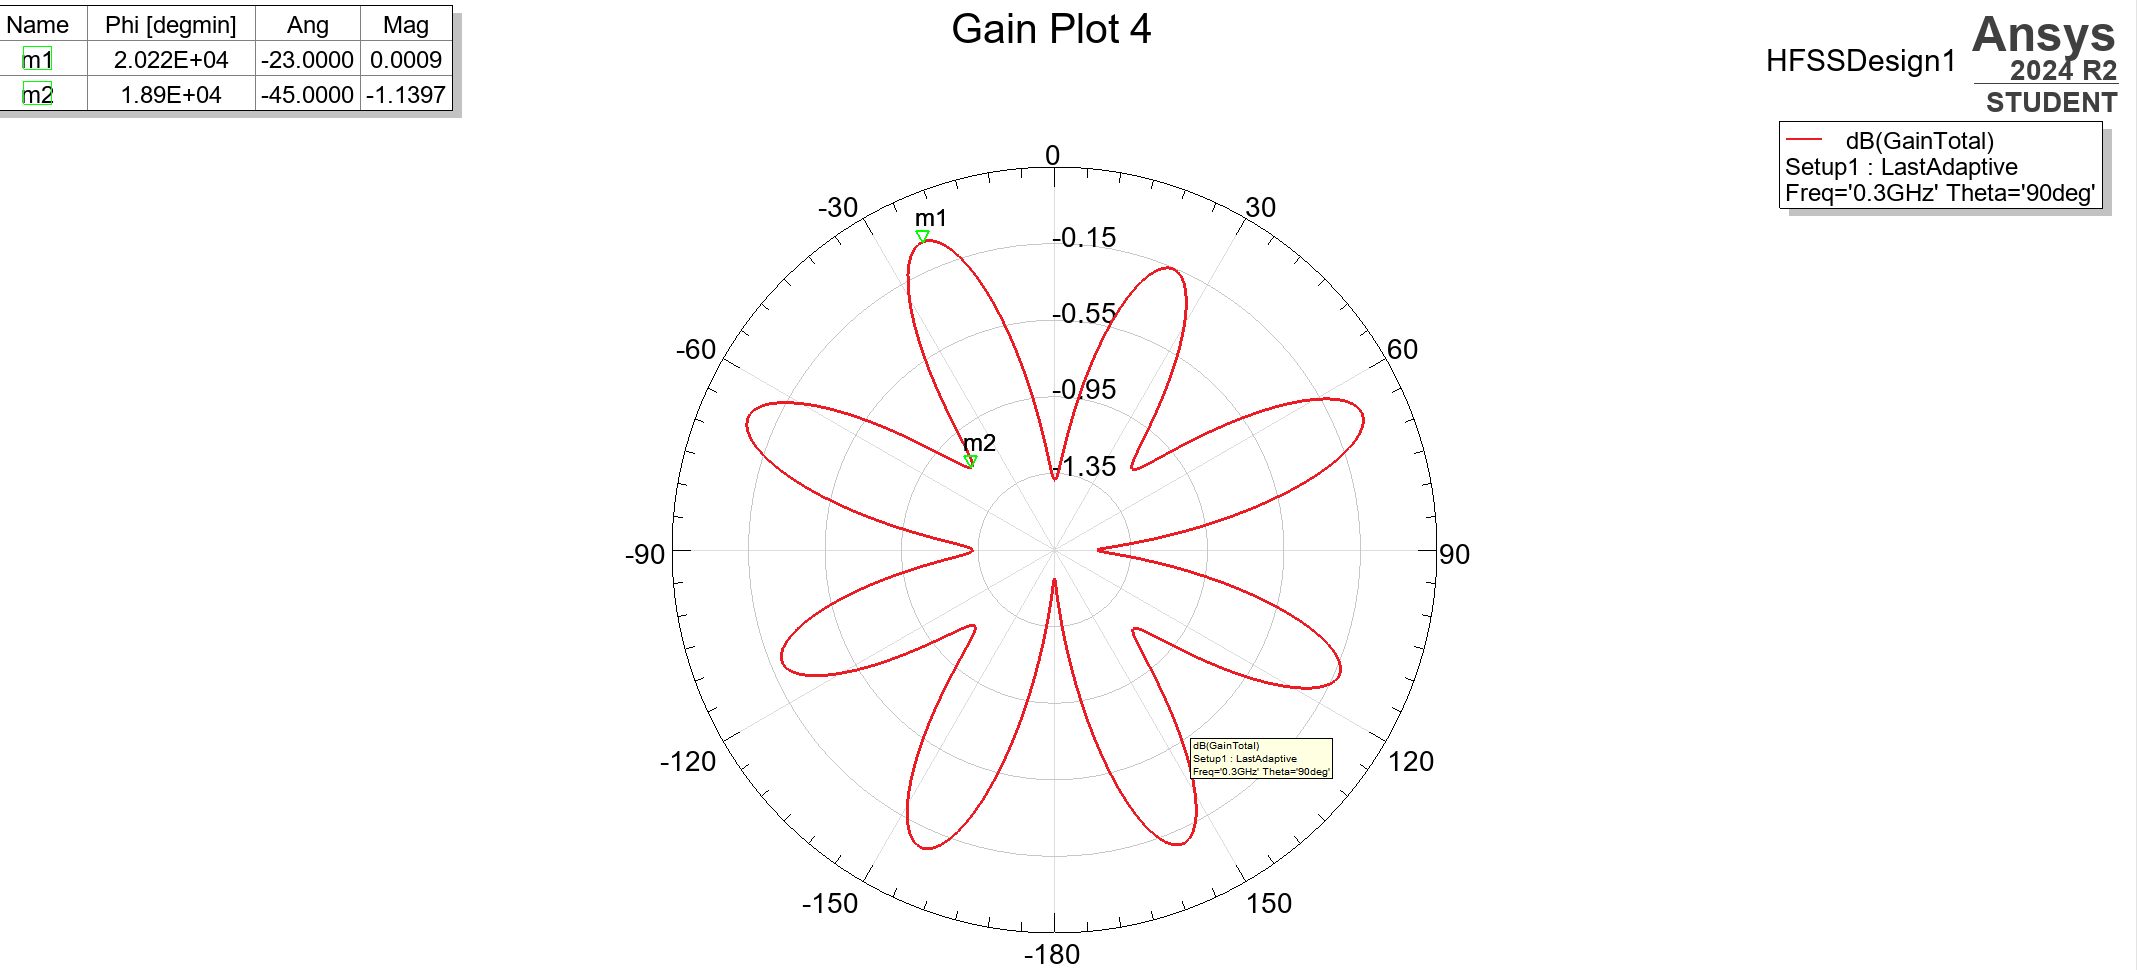 Gain Plot 4
Name Phi [degmin] Ang Mag
m1 2.022E+04 -23.0000 0.0009
m2 1.89E+04 -45.0000 -1.1397
HFSSDesign1
Ansys
2024 R2
STUDENT
dB(GainTotal)
Setup1 : LastAdaptive
Freq='0.3GHz' Theta='90deg'
0
-30
30
m1
-0.15
-0.55
-60
60
-0.95
m2
-1.35
-90
90
dB(GainTotal)
Setup1 : LastAdaptive
Freq='0.3GHz' Theta='90deg'
-120
120
-150
150
-180